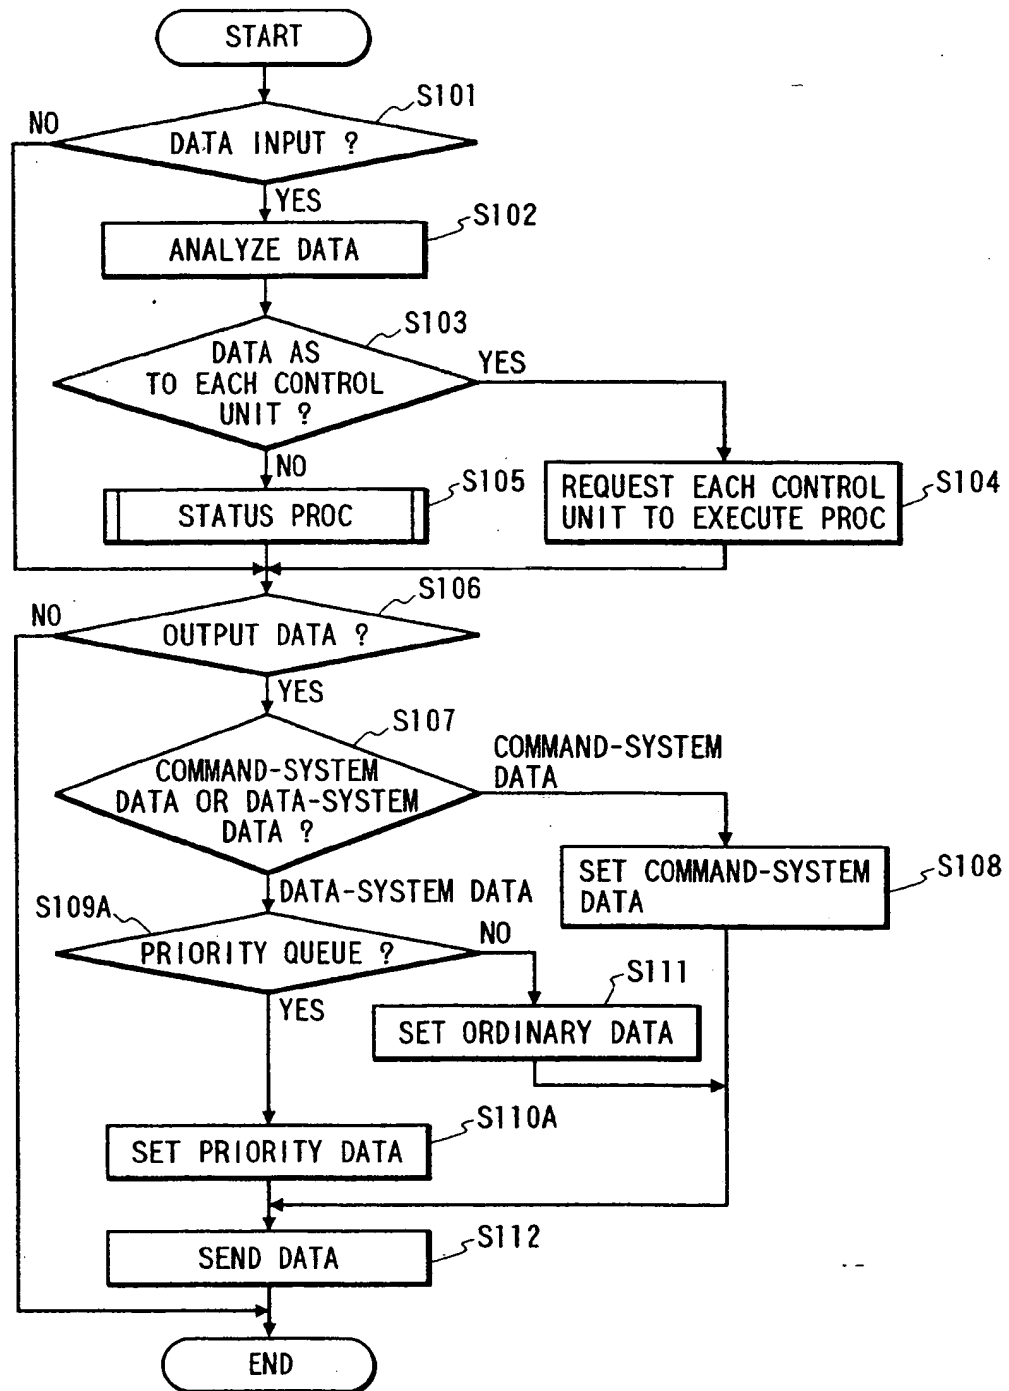 START
S101
NO
DATA INPUT ?
YES
S102
ANALYZE DATA
S103
DATA AS
TO EACH CONTROL
UNIT ?
YES
NO
S105
STATUS PROC
REQUEST EACH CONTROL
UNIT TO EXECUTE PROC
S104
S106
NO
OUTPUT DATA ?
YES
S107
COMMAND-SYSTEM
DATA OR DATA-SYSTEM
DATA ?
COMMAND-SYSTEM
DATA
SET COMMAND-SYSTEM
DATA
S108
DATA-SYSTEM DATA
S109A
PRIORITY QUEUE ?
NO
YES
S111
SET ORDINARY DATA
S110A
SET PRIORITY DATA
S112
SEND DATA
END